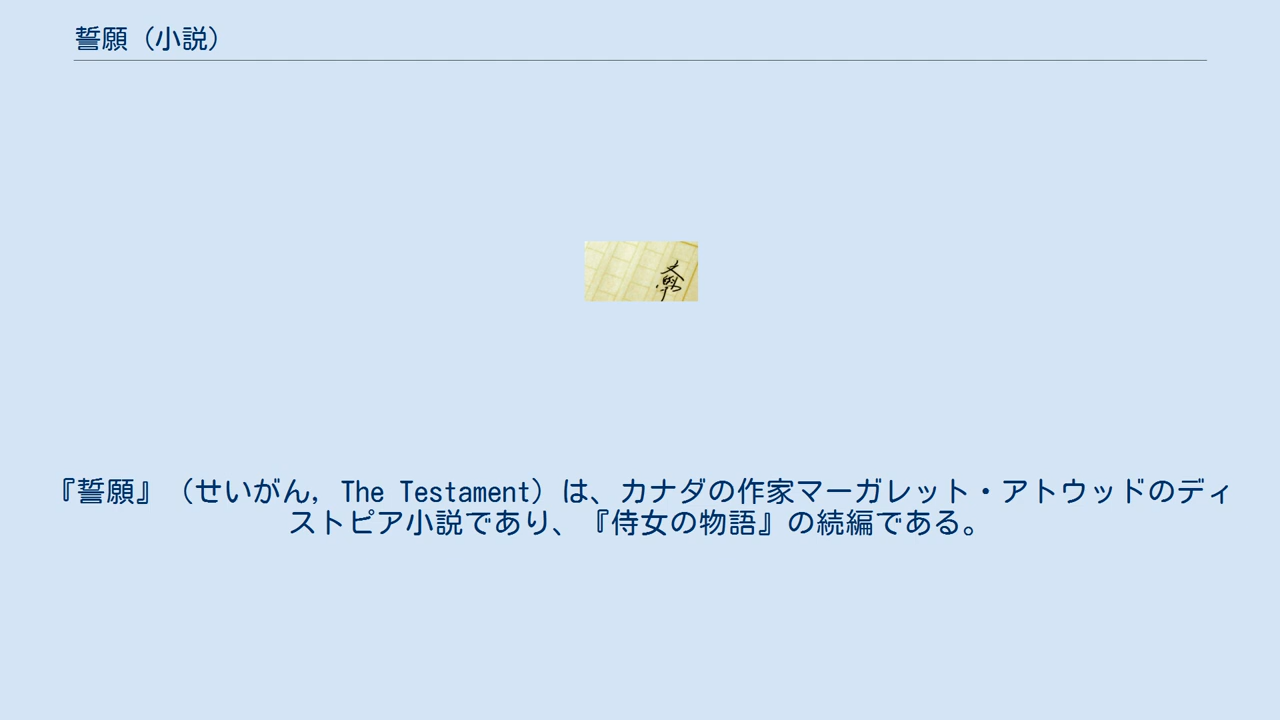 誓願（小説）
『誓願』（せいがん, The Testament）は、カナダの作家マーガレット・アトウッドのディ
ストピア小説であり、『侍女の物語』の続編である。